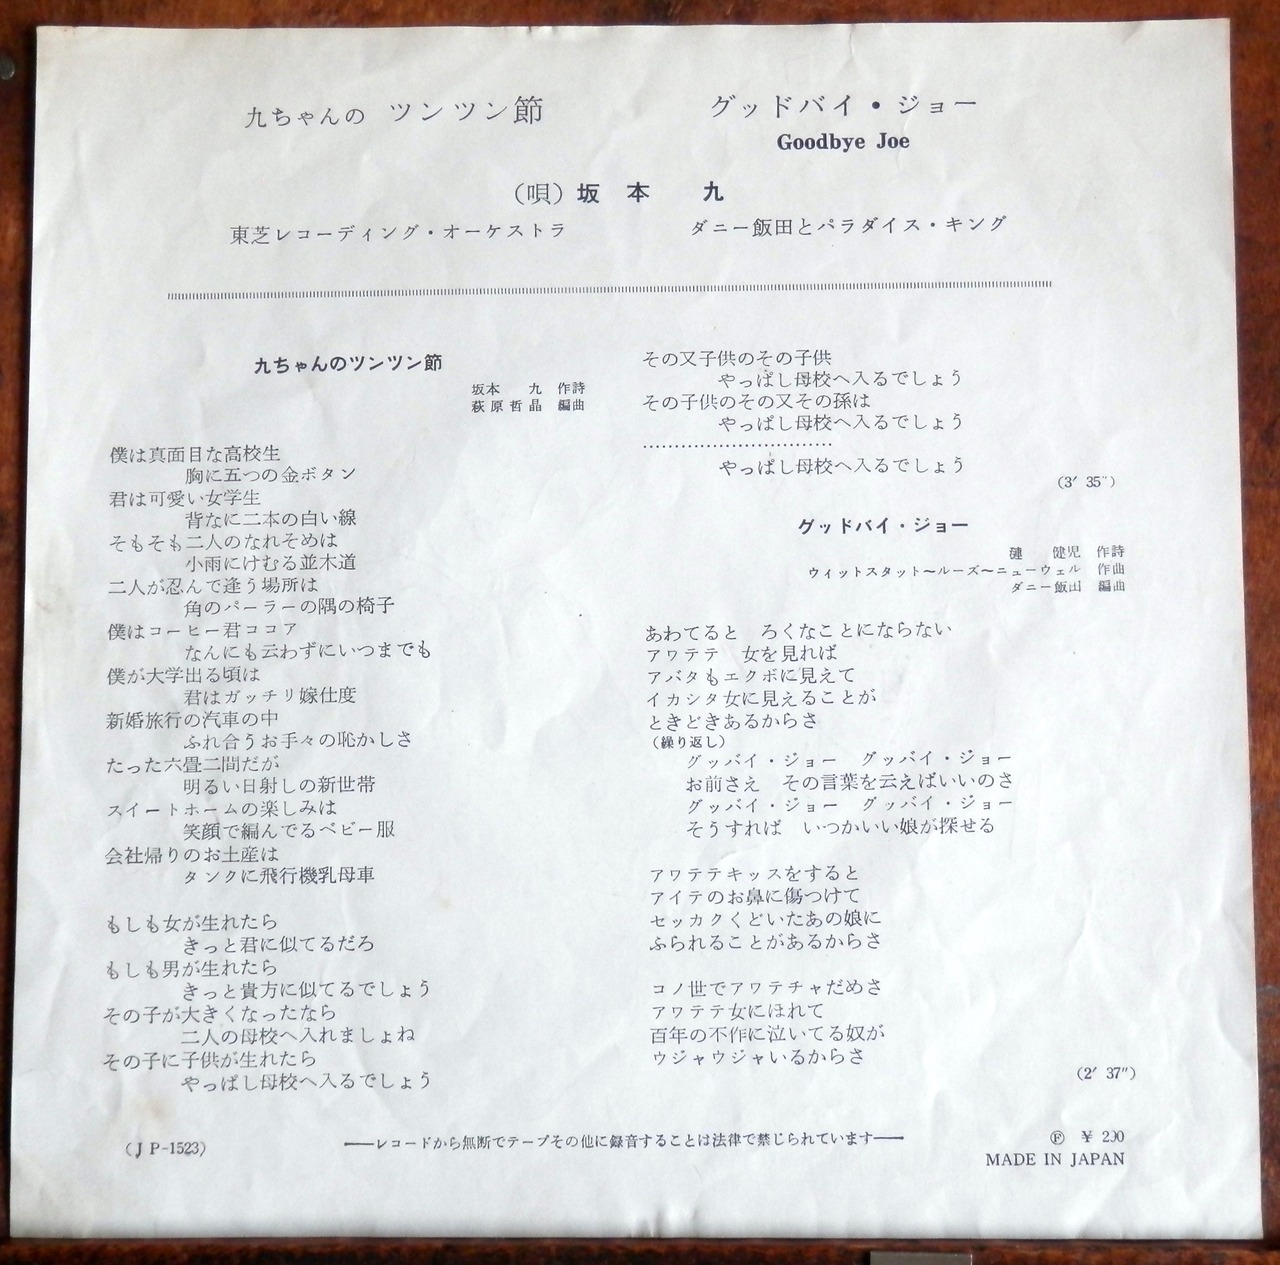 九ちゃんの ツンツン節
グッドバイ・ジョー
Goodbye Joe
(唄) 坂本 九
東芝レコーディング・オーケストラ
ダニー飯田とパラダイス・キング
九ちゃんのツンツン節
坂本 九 作詩
萩原哲晶 編曲
僕は真面目な高校生
胸に五つの金ボタン
君は可愛い女学生
背なに二本の白い線
そもそも二人のなれそめは
小雨にけむる並木道
二人が忍んで逢う場所は
角のパーラーの隅の椅子
僕はコーヒー君ココア
なんにも云わずにいつまでも
僕が大学出る頃は
君はガッチリ嫁仕度
新婚旅行の汽車の中
ふれ合うお手々の恥かしさ
たった六畳二間だが
明るい日射しの新世帯
スイートホームの楽しみは
笑顔で編んでるベビー服
会社帰りのお土産は
タンクに飛行機乳母車
もしも女が生れたら
きっと君に似てるだろ
もしも男が生れたら
きっと貴方に似てるでしょう
その子が大きくなったなら
二人の母校へ入れましょね
その子に子供が生れたら
やっぱし母校へ入るでしょう
その又子供のその子供
やっぱし母校へ入るでしょう
その子供のその又その孫は
やっぱし母校へ入るでしょう
…………………………
やっぱし母校へ入るでしょう
(3′ 35″)
グッドバイ・ジョー
漣 健児 作詩
ウィットスタット〜ルーズ〜ニューウェル 作曲
ダニー飯田 編曲
あわてると ろくなことにならない
アワテテ 女を見れば
アバタもエクボに見えて
イカシタ女に見えることが
ときどきあるからさ
(繰り返し)
グッバイ・ジョー グッバイ・ジョー
お前さえ その言葉を云えばいいのさ
グッバイ・ジョー グッバイ・ジョー
そうすれば いつかいい娘が探せる
アワテテキッスをすると
アイテのお鼻に傷つけて
セッカクくどいたあの娘に
ふられることがあるからさ
コノ世でアワテチャだめさ
アワテテ女にほれて
百年の不作に泣いてる奴が
ウジャウジャいるからさ
(2′ 37″)
(JP-1523)
──レコードから無断でテープその他に録音することは法律で禁じられています──
Ⓕ ¥ 290
MADE IN JAPAN